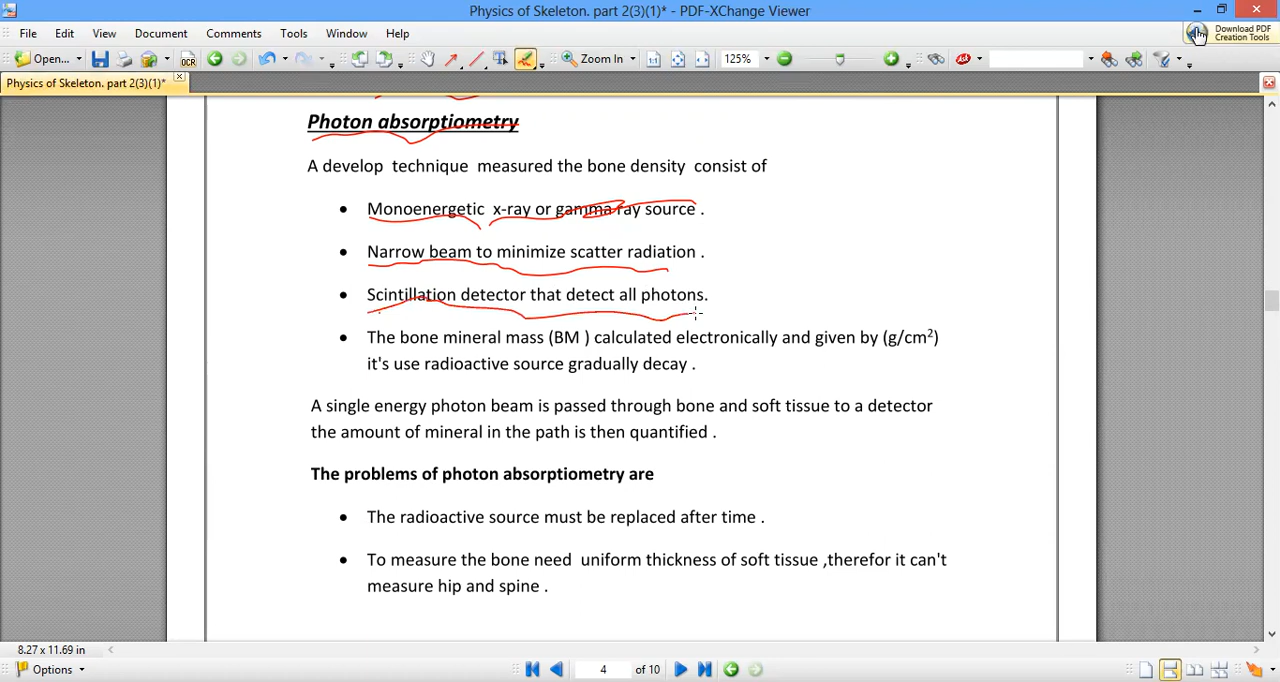 Physics of Skeleton. part 2(3)(1)* - PDF-XChange Viewer
File Edit View Document Comments Tools Window Help
Download PDF
Creation Tools
Open... OCR Zoom In 125%
Physics of Skeleton. part 2(3)(1)*
Photon absorptiometry
A develop technique measured the bone density consist of
• Monoenergetic x-ray or gamma ray source .
• Narrow beam to minimize scatter radiation .
• Scintillation detector that detect all photons.
• The bone mineral mass (BM ) calculated electronically and given by (g/cm²)
it's use radioactive source gradually decay .
A single energy photon beam is passed through bone and soft tissue to a detector
the amount of mineral in the path is then quantified .
The problems of photon absorptiometry are
• The radioactive source must be replaced after time .
• To measure the bone need uniform thickness of soft tissue ,therefor it can't
measure hip and spine .
8.27 x 11.69 in
Options 4 of 10